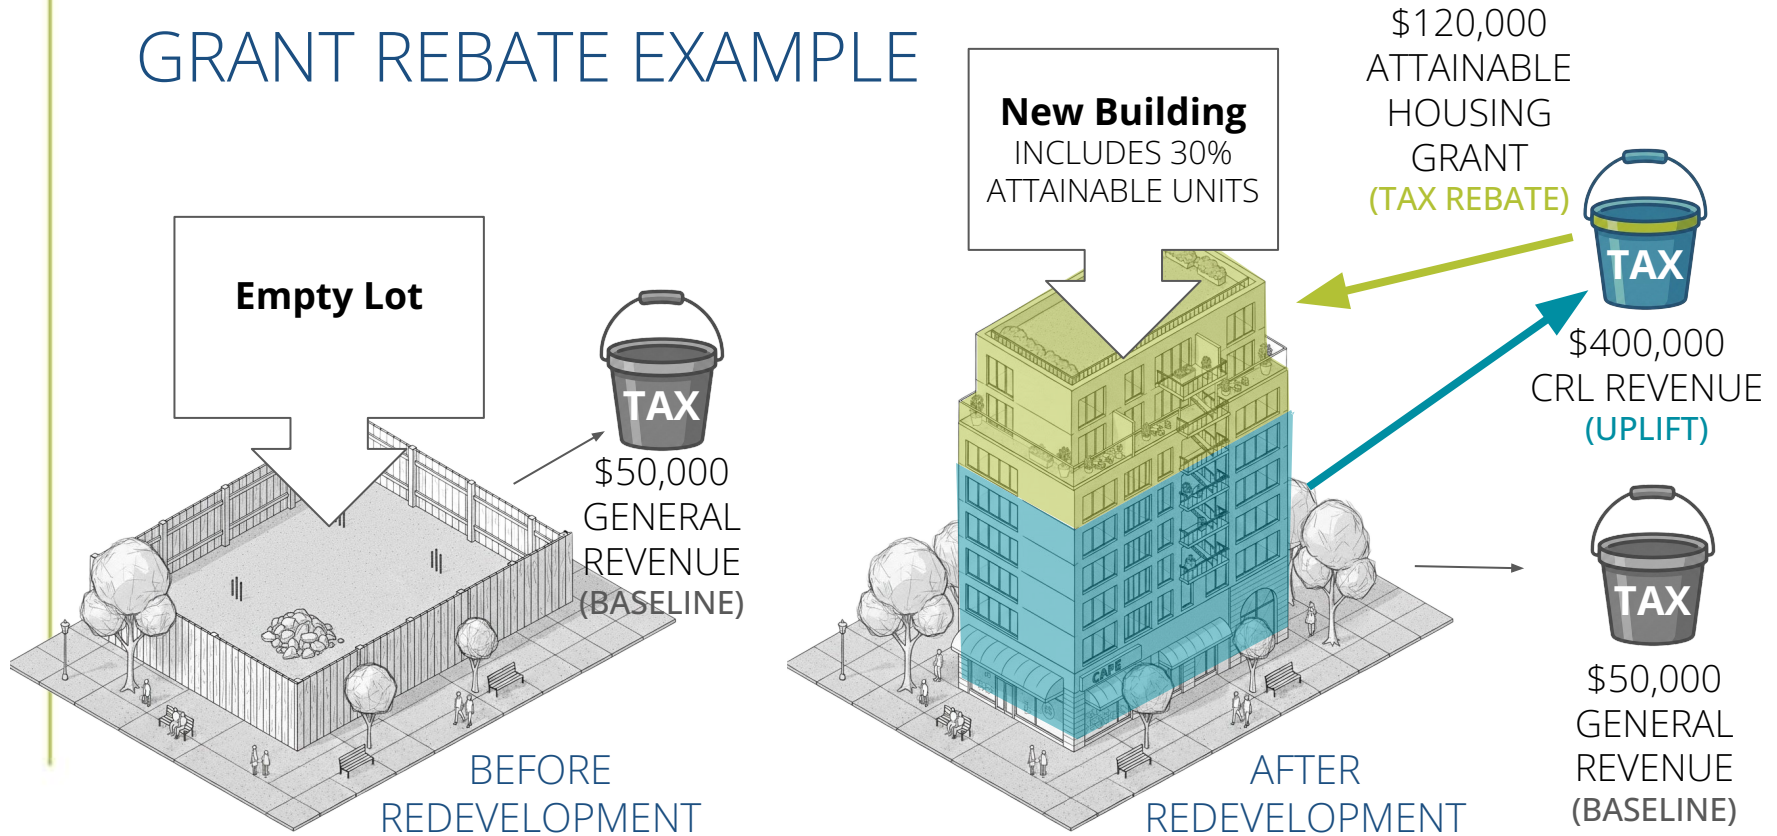 GRANT REBATE EXAMPLE
Empty Lot
TAX
$50,000
GENERAL
REVENUE
(BASELINE)
BEFORE
REDEVELOPMENT
New Building
INCLUDES 30%
ATTAINABLE UNITS
$120,000
ATTAINABLE
HOUSING
GRANT
(TAX REBATE)
TAX
$400,000
CRL REVENUE
(UPLIFT)
CAFE
TAX
$50,000
GENERAL
REVENUE
(BASELINE)
AFTER
REDEVELOPMENT